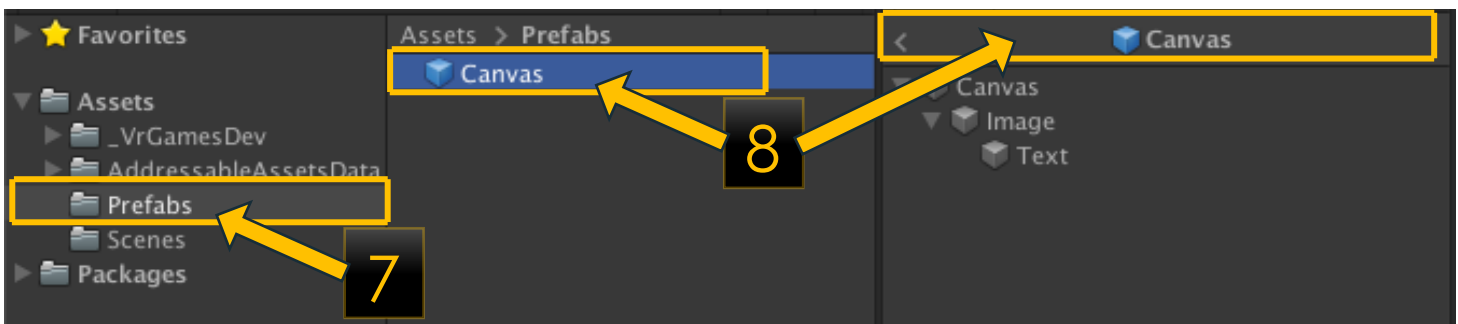 Favorites
Assets
_VrGamesDev
AddressableAssetsData
Prefabs
Scenes
Packages
7
Assets > Prefabs
Canvas
8
< Canvas
Canvas
Image
Text